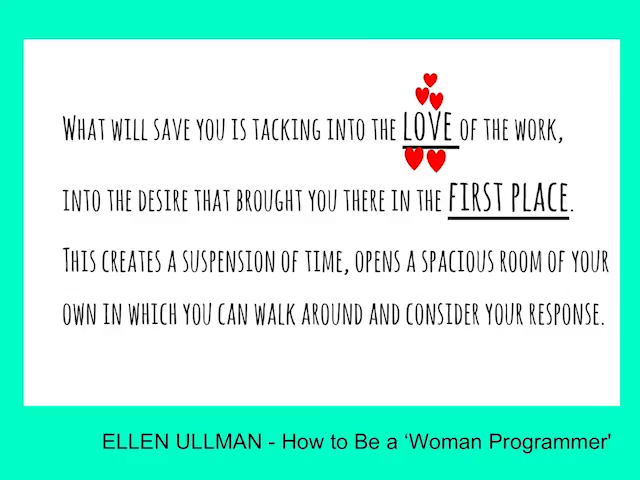 WHAT WILL SAVE YOU IS TACKING INTO THE LOVE OF THE WORK,
INTO THE DESIRE THAT BROUGHT YOU THERE IN THE FIRST PLACE.
THIS CREATES A SUSPENSION OF TIME, OPENS A SPACIOUS ROOM OF YOUR
OWN IN WHICH YOU CAN WALK AROUND AND CONSIDER YOUR RESPONSE.
ELLEN ULLMAN - How to Be a ‘Woman Programmer'